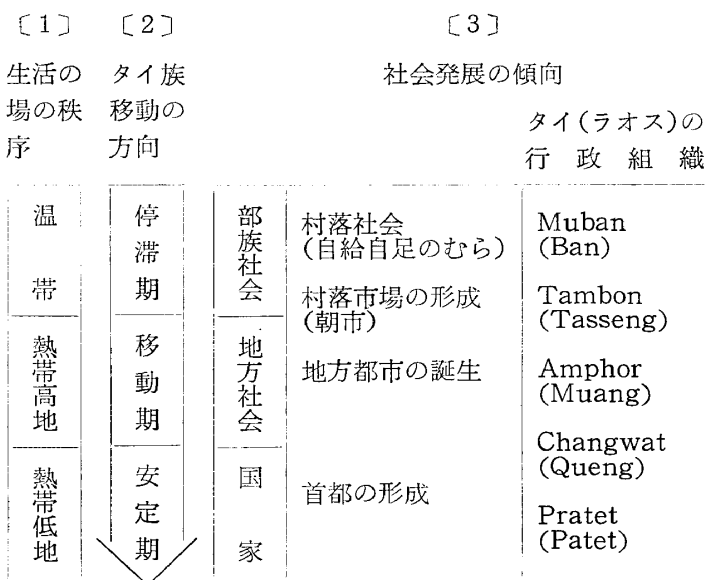 〔1〕 〔2〕 〔3〕
生活の場の秩序
タイ族移動の方向
社会発展の傾向
タイ(ラオス)の
行政組織
温帯
熱帯高地
熱帯低地
停滞期
移動期
安定期
部族社会
地方社会
国家
村落社会
(自給自足のむら)
村落市場の形成
(朝市)
地方都市の誕生
首都の形成
Muban
(Ban)
Tambon
(Tasseng)
Amphor
(Muang)
Changwat
(Queng)
Pratet
(Patet)